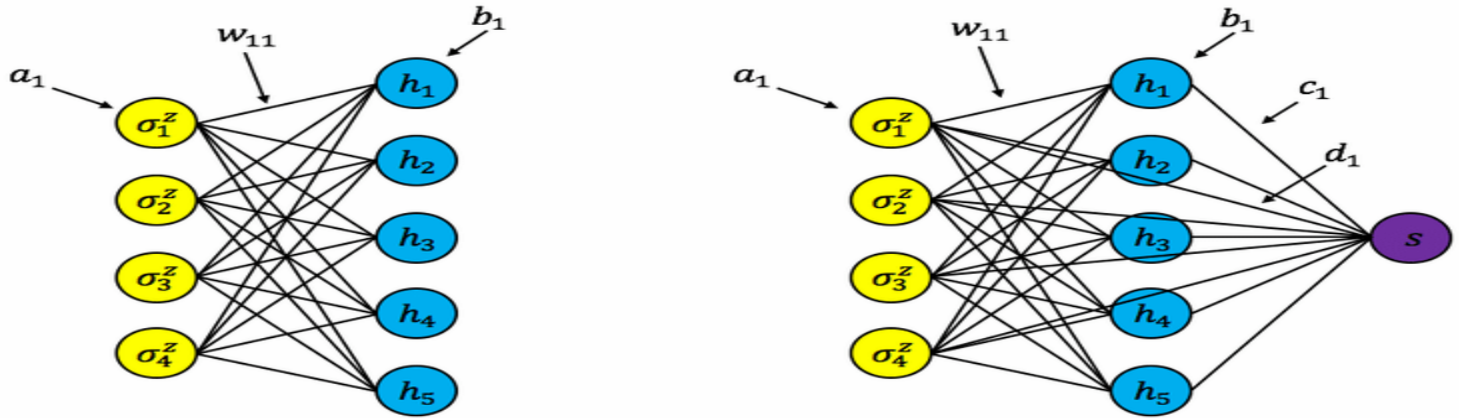 a₁
w₁₁
b₁
σ₁ᶻ
σ₂ᶻ
σ₃ᶻ
σ₄ᶻ
h₁
h₂
h₃
h₄
h₅
a₁
w₁₁
b₁
c₁
d₁
σ₁ᶻ
σ₂ᶻ
σ₃ᶻ
σ₄ᶻ
h₁
h₂
h₃
h₄
h₅
s